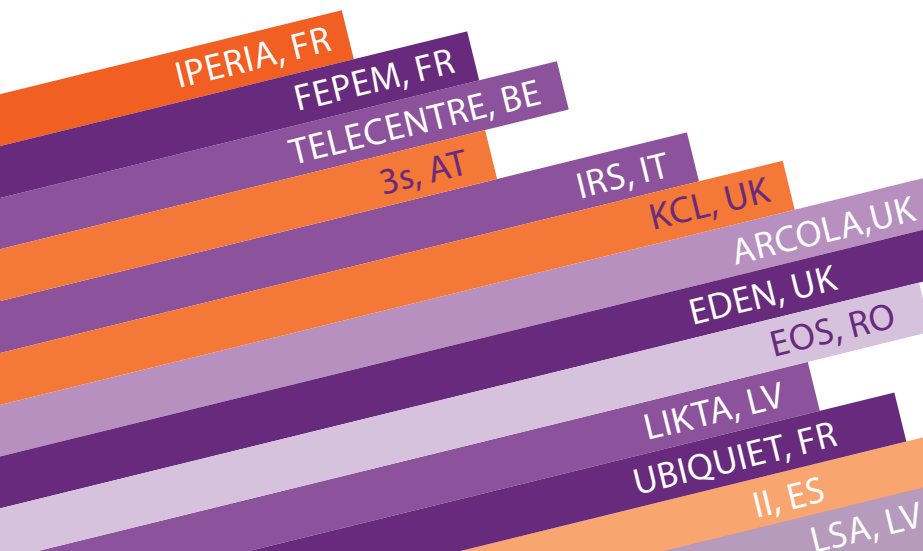 IPERIA, FR
FEPEM, FR
TELECENTRE, BE
3s, AT
IRS, IT
KCL, UK
ARCOLA,UK
EDEN, UK
EOS, RO
LIKTA, LV
UBIQUIET, FR
II, ES
LSA, LV